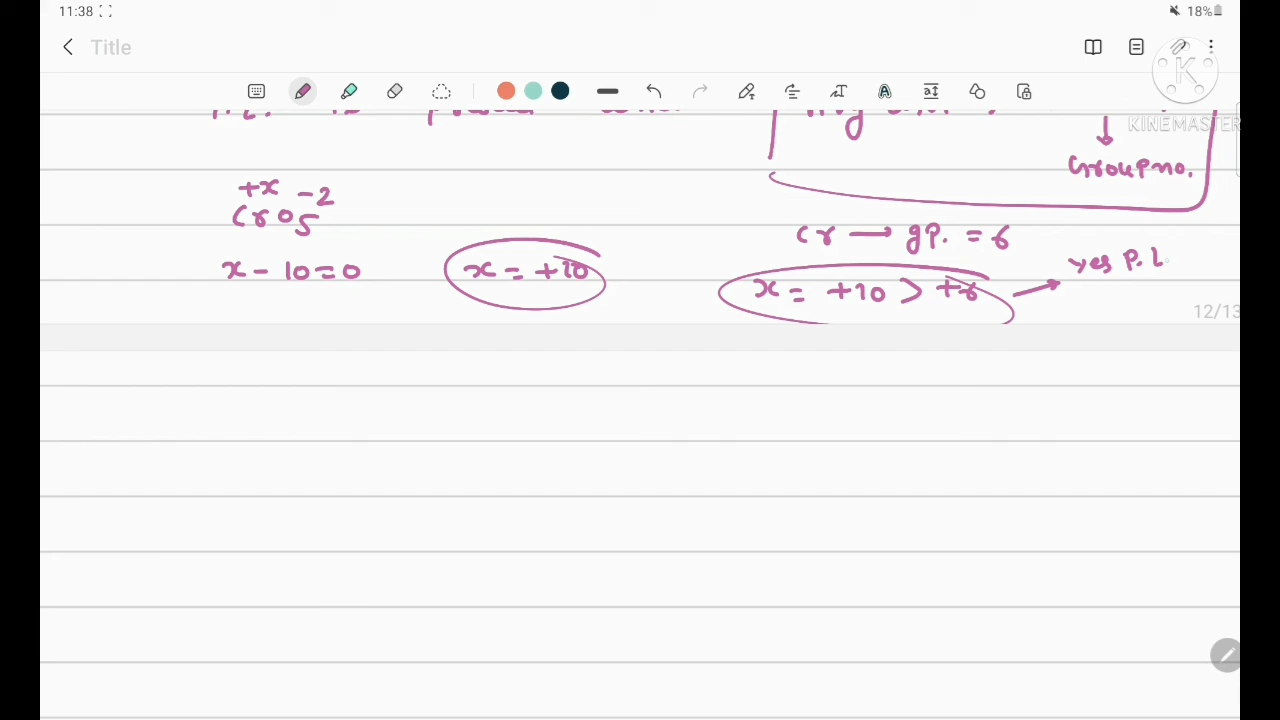 11:38
18%
Title
KINEMASTER
Group no.
+x -2
CrO5
Cr → gp. = 6
x - 10 = 0
x = +10
x = +10 > +6
yes P. L
12/13